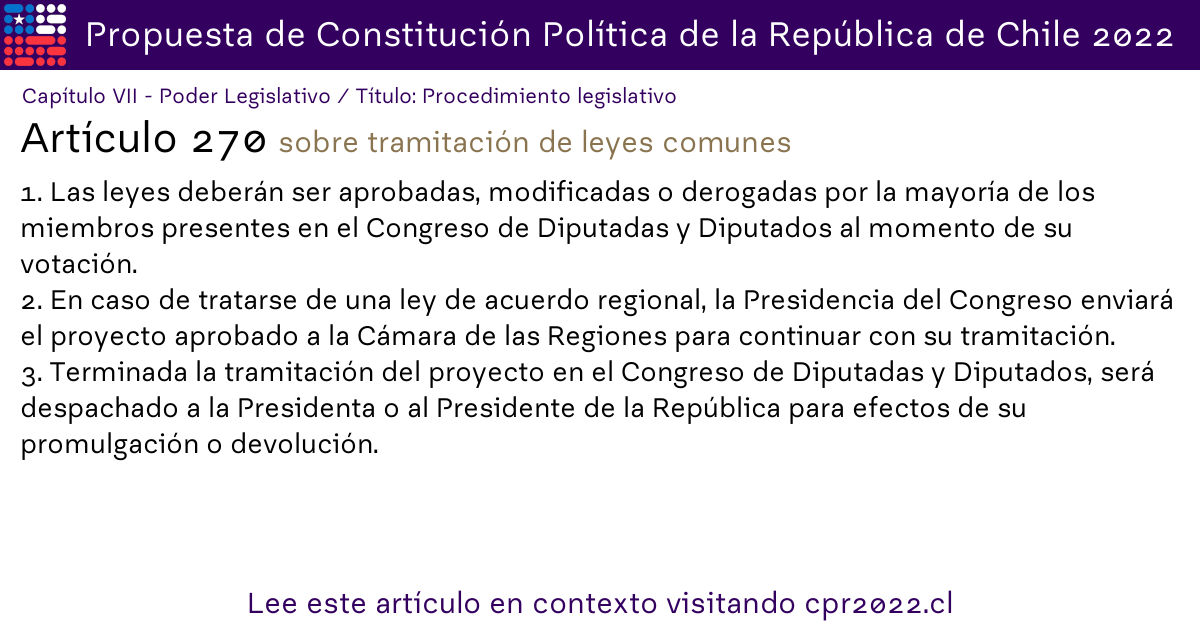 Propuesta de Constitución Política de la República de Chile 2022
Capítulo VII - Poder Legislativo / Título: Procedimiento legislativo
Artículo 270 sobre tramitación de leyes comunes
1. Las leyes deberán ser aprobadas, modificadas o derogadas por la mayoría de los
miembros presentes en el Congreso de Diputadas y Diputados al momento de su
votación.
2. En caso de tratarse de una ley de acuerdo regional, la Presidencia del Congreso enviará
el proyecto aprobado a la Cámara de las Regiones para continuar con su tramitación.
3. Terminada la tramitación del proyecto en el Congreso de Diputadas y Diputados, será
despachado a la Presidenta o al Presidente de la República para efectos de su
promulgación o devolución.
Lee este artículo en contexto visitando cpr2022.cl